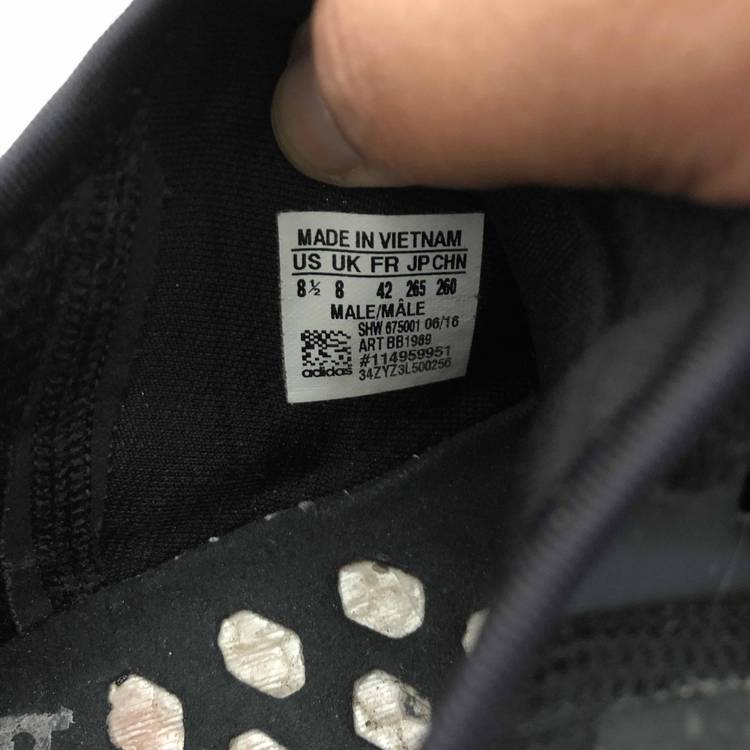 MADE IN VIETNAM
US UK FR JP CHN
8½ 8 42 265 260
MALE/MÂLE
SHW 675001 06/16
ART BB1989
#114959951
adidas 34ZYZ3L500256